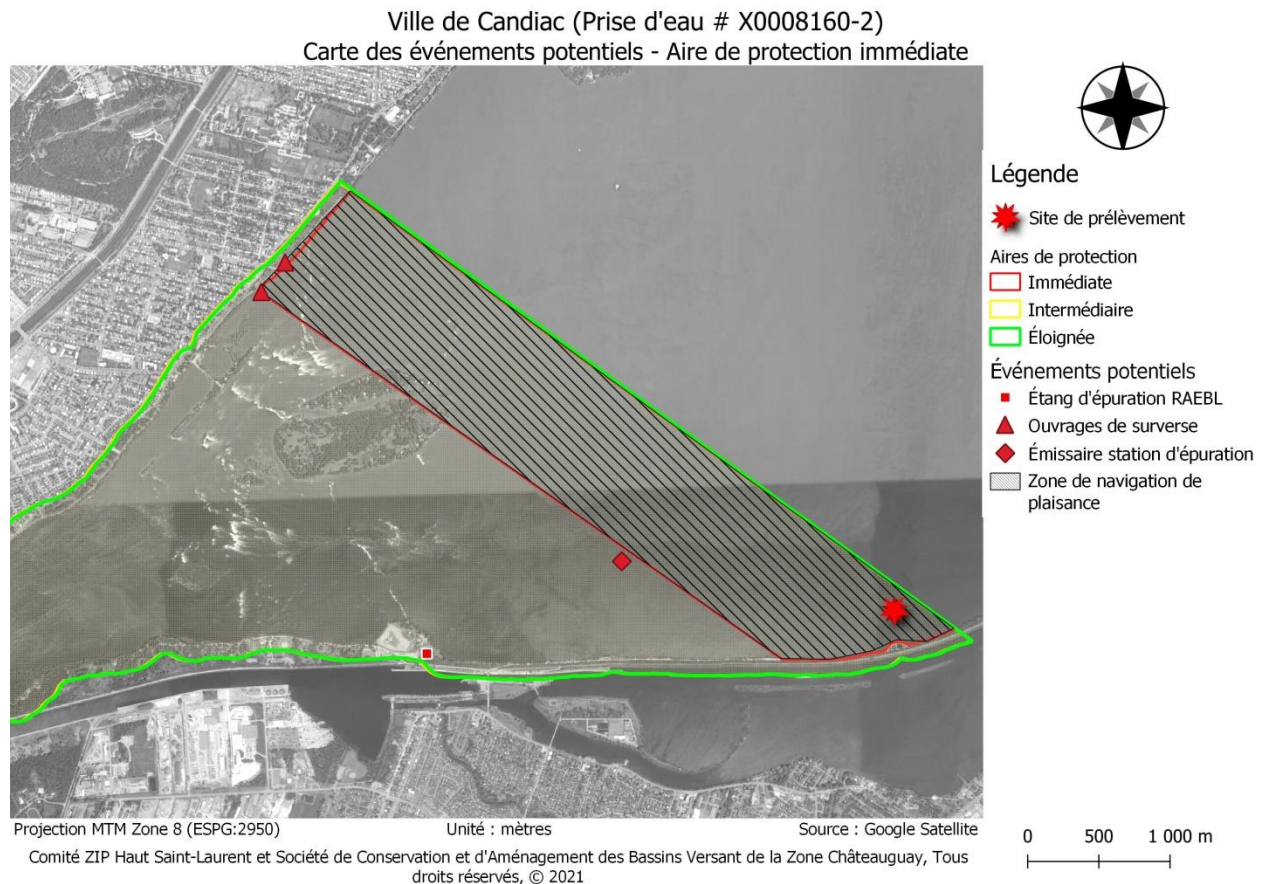 Ville de Candiac (Prise d'eau # X0008160-2)
Carte des événements potentiels - Aire de protection immédiate
Légende
Site de prélèvement
Aires de protection
Immédiate
Intermédiaire
Éloignée
Événements potentiels
Étang d'épuration RAEBL
Ouvrages de surverse
Émissaire station d'épuration
Zone de navigation de
plaisance
Projection MTM Zone 8 (ESPG:2950)
Unité : mètres
Source : Google Satellite
0 500 1 000 m
Comité ZIP Haut Saint-Laurent et Société de Conservation et d'Aménagement des Bassins Versant de la Zone Châteauguay, Tous
droits réservés, © 2021